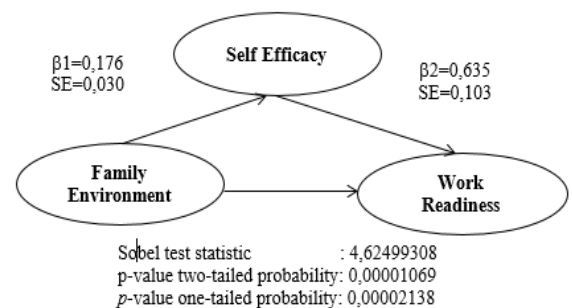 Self Efficacy
β1=0,176
SE=0,030
β2=0,635
SE=0,103
Family
Environment
Work
Readiness
Sobel test statistic : 4,62499308
p-value two-tailed probability: 0,00001069
p-value one-tailed probability: 0,00002138